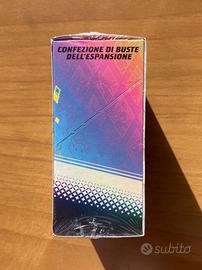 CONFEZIONE DI BUSTE
DELL'ESPANSIONE
subito